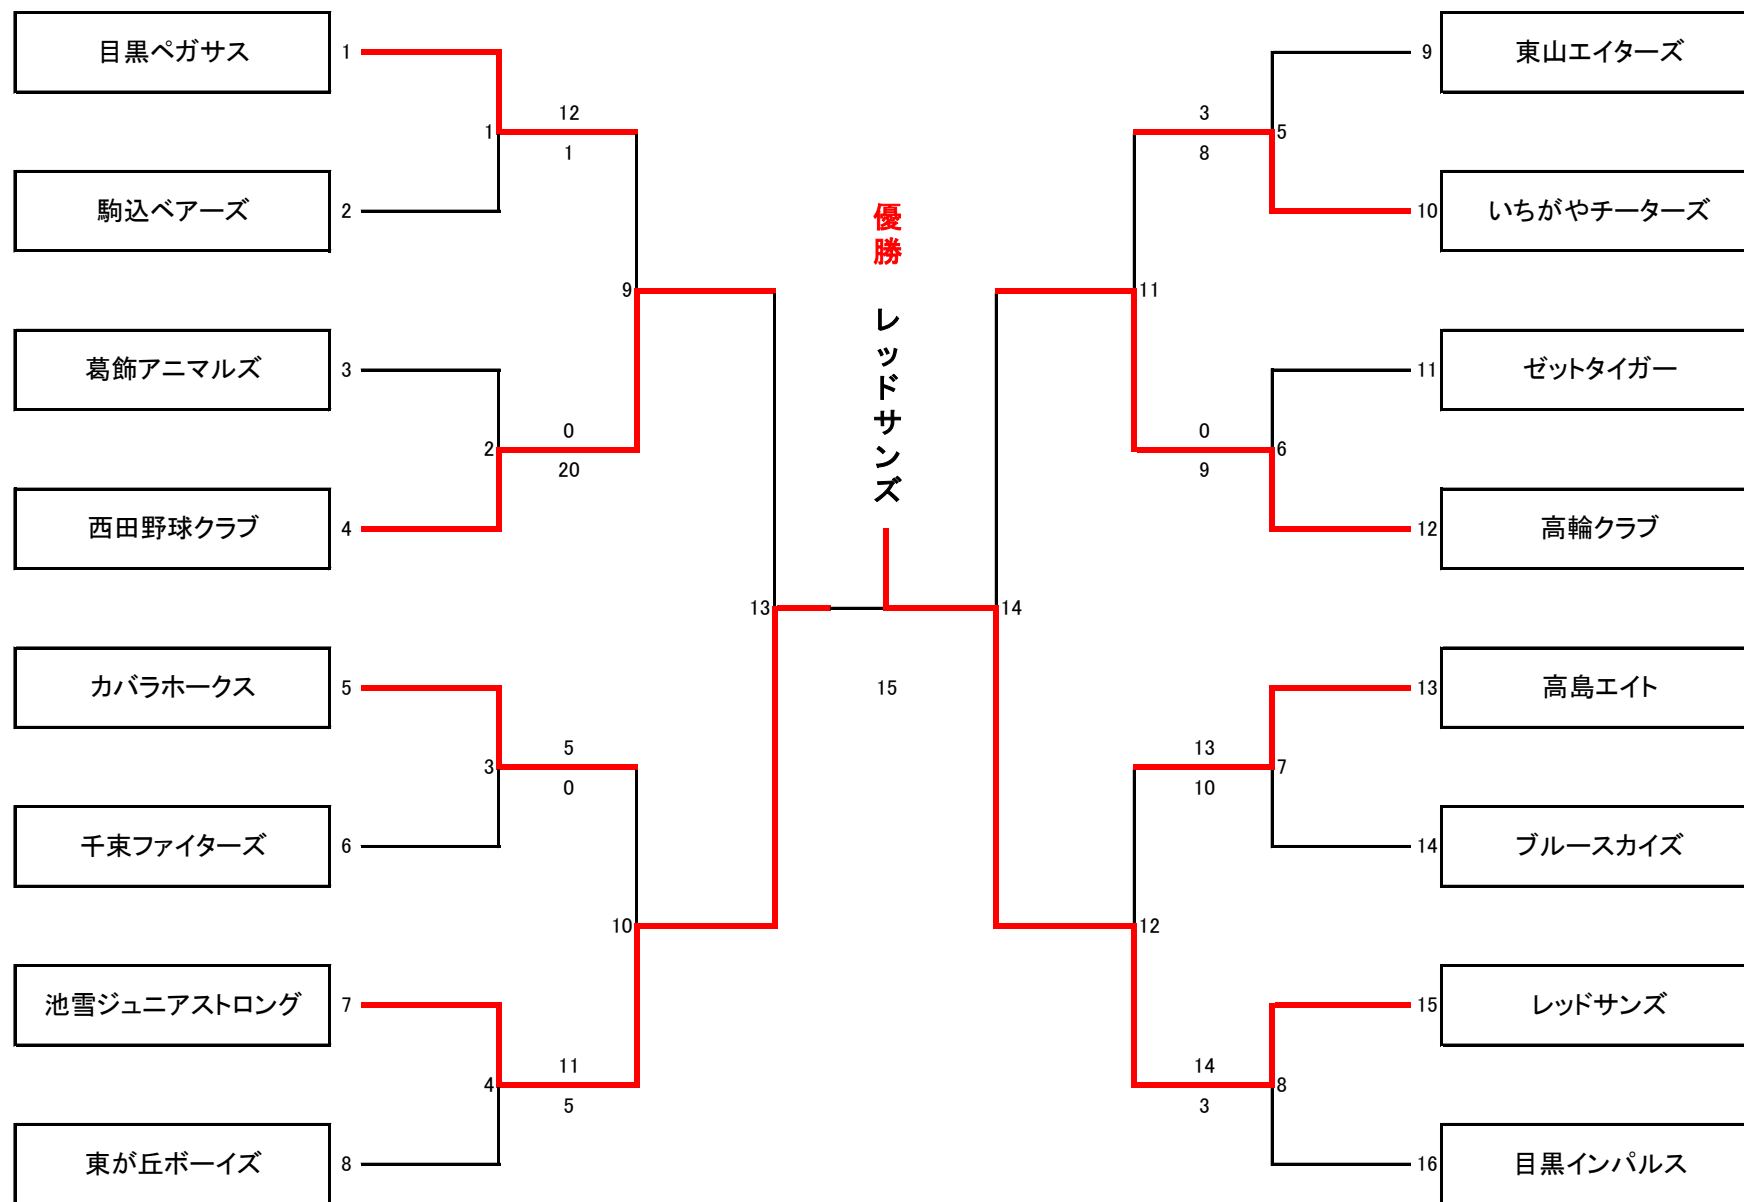 目黒ペガサス
1
12
1
1
駒込ベアーズ
2
9
葛飾アニマルズ
3
0
2
20
西田野球クラブ
4
13
カバラホークス
5
5
3
0
千束ファイターズ
6
10
池雪ジュニアストロング
7
11
4
5
東が丘ボーイズ
8
優勝 レッドサンズ
15
9
東山エイターズ
3
5
8
10
いちがやチーターズ
11
11
ゼットタイガー
0
6
9
12
高輪クラブ
14
13
高島エイト
13
7
10
14
ブルースカイズ
12
15
レッドサンズ
14
8
3
16
目黒インパルス